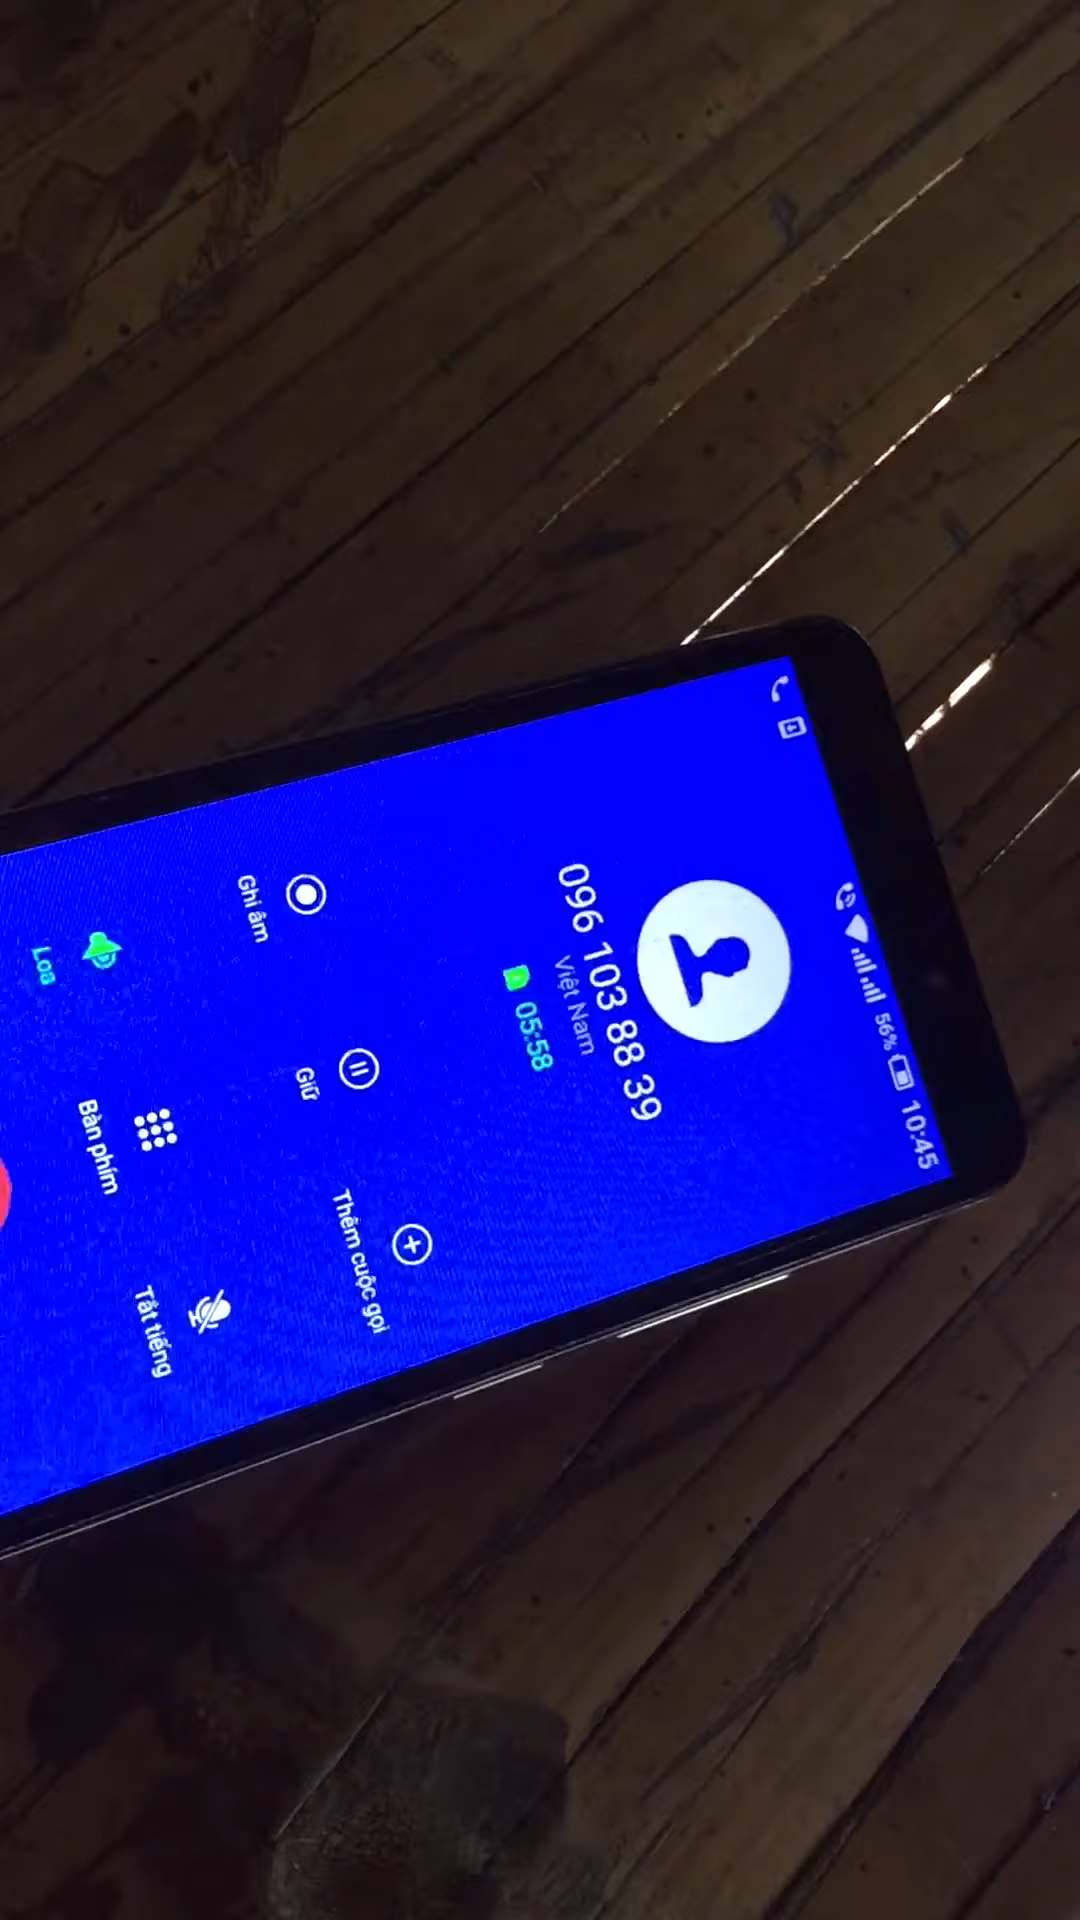 56% 10:45
096 103 88 39
Việt Nam
05:58
Ghi âm
Giữ
Thêm cuộc gọi
Loa
Bàn phím
Tắt tiếng